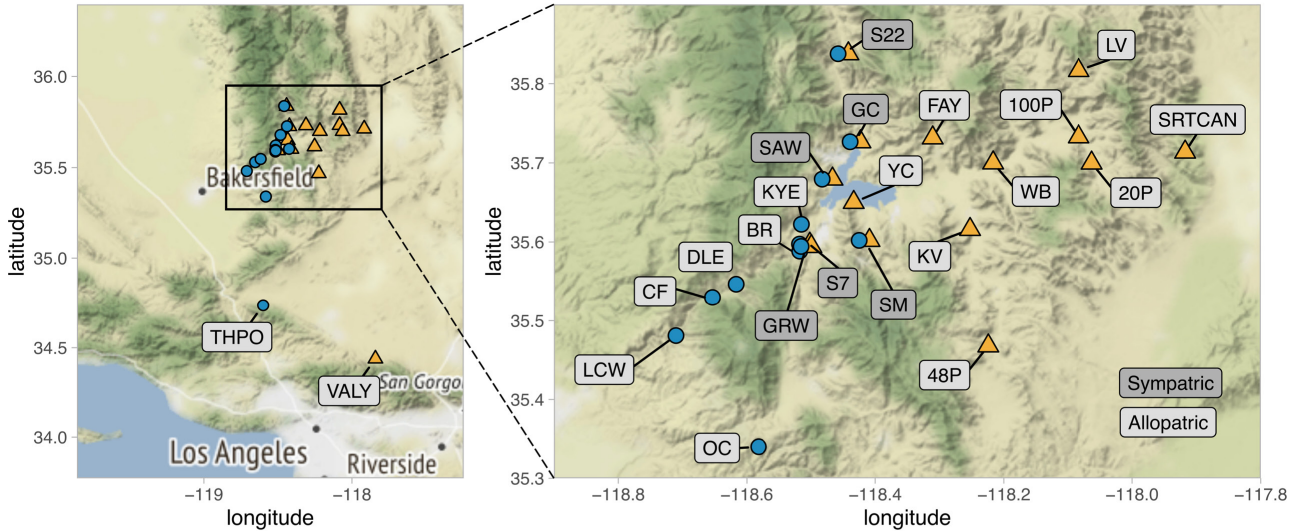 36.0
35.5
35.0
34.5
34.0
latitude
−119
−118
longitude
Bakersfield
THPO
VALY
San Gorgo
Los Angeles
Riverside
35.8
35.7
35.6
35.5
35.4
35.3
latitude
−118.8
−118.6
−118.4
−118.2
−118.0
−117.8
longitude
S22
LV
GC
FAY
100P
SRTCAN
SAW
YC
KYE
WB
20P
BR
DLE
KV
S7
CF
SM
GRW
LCW
48P
OC
Sympatric
Allopatric